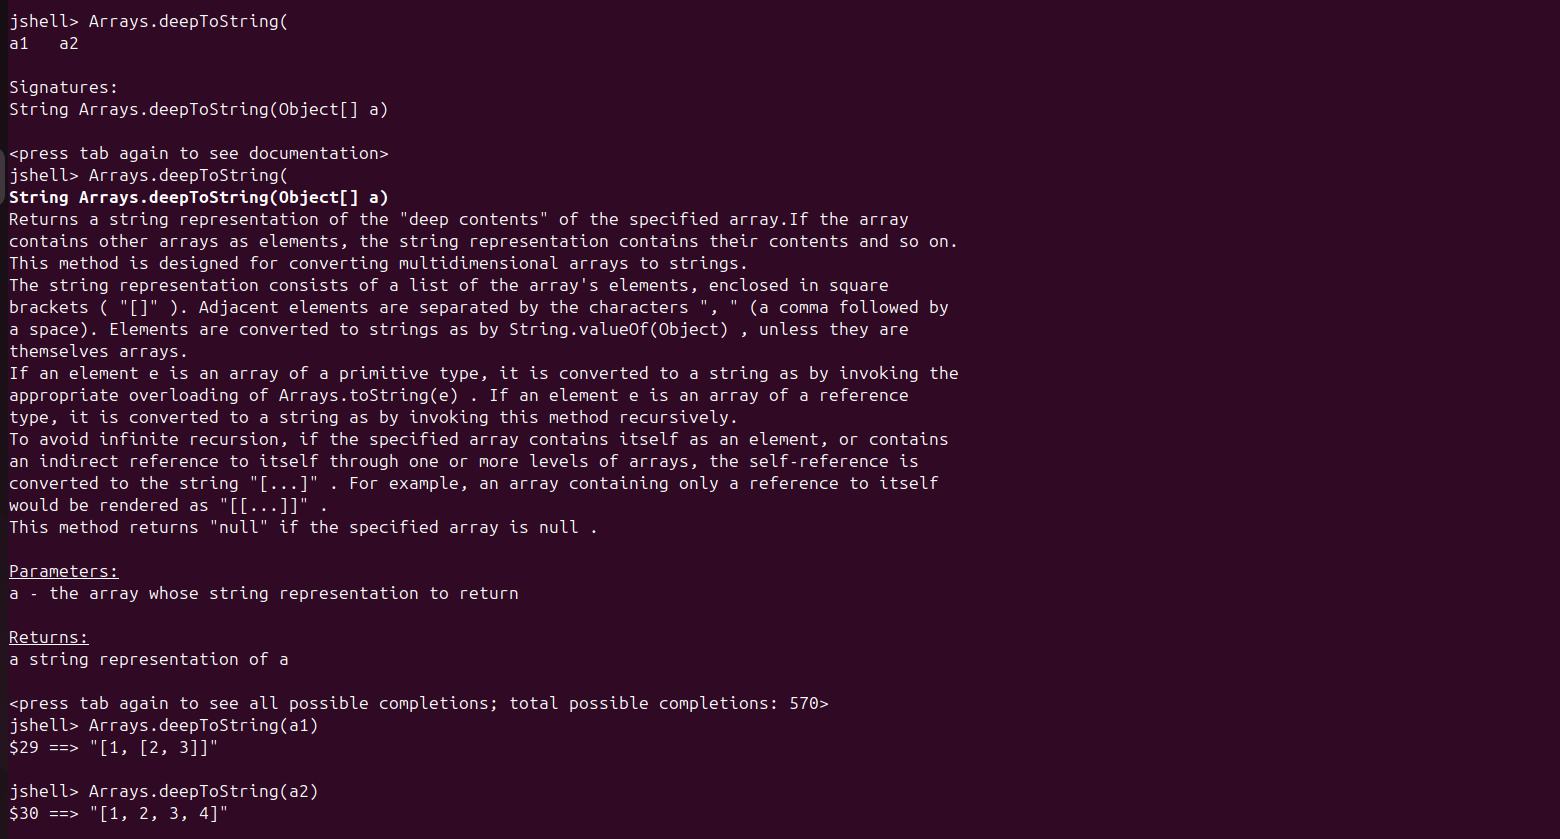 jshell> Arrays.deepToString(
a1   a2
Signatures:
String Arrays.deepToString(Object[] a)
<press tab again to see documentation>
jshell> Arrays.deepToString(
String Arrays.deepToString(Object[] a)
Returns a string representation of the "deep contents" of the specified array.If the array
contains other arrays as elements, the string representation contains their contents and so on.
This method is designed for converting multidimensional arrays to strings.
The string representation consists of a list of the array's elements, enclosed in square
brackets ( "[]" ). Adjacent elements are separated by the characters ", " (a comma followed by
a space). Elements are converted to strings as by String.valueOf(Object) , unless they are
themselves arrays.
If an element e is an array of a primitive type, it is converted to a string as by invoking the
appropriate overloading of Arrays.toString(e) . If an element e is an array of a reference
type, it is converted to a string as by invoking this method recursively.
To avoid infinite recursion, if the specified array contains itself as an element, or contains
an indirect reference to itself through one or more levels of arrays, the self-reference is
converted to the string "[...]" . For example, an array containing only a reference to itself
would be rendered as "[[...]]" .
This method returns "null" if the specified array is null .
Parameters:
a - the array whose string representation to return
Returns:
a string representation of a
<press tab again to see all possible completions; total possible completions: 570>
jshell> Arrays.deepToString(a1)
$29 ==> "[1, [2, 3]]"
jshell> Arrays.deepToString(a2)
$30 ==> "[1, 2, 3, 4]"